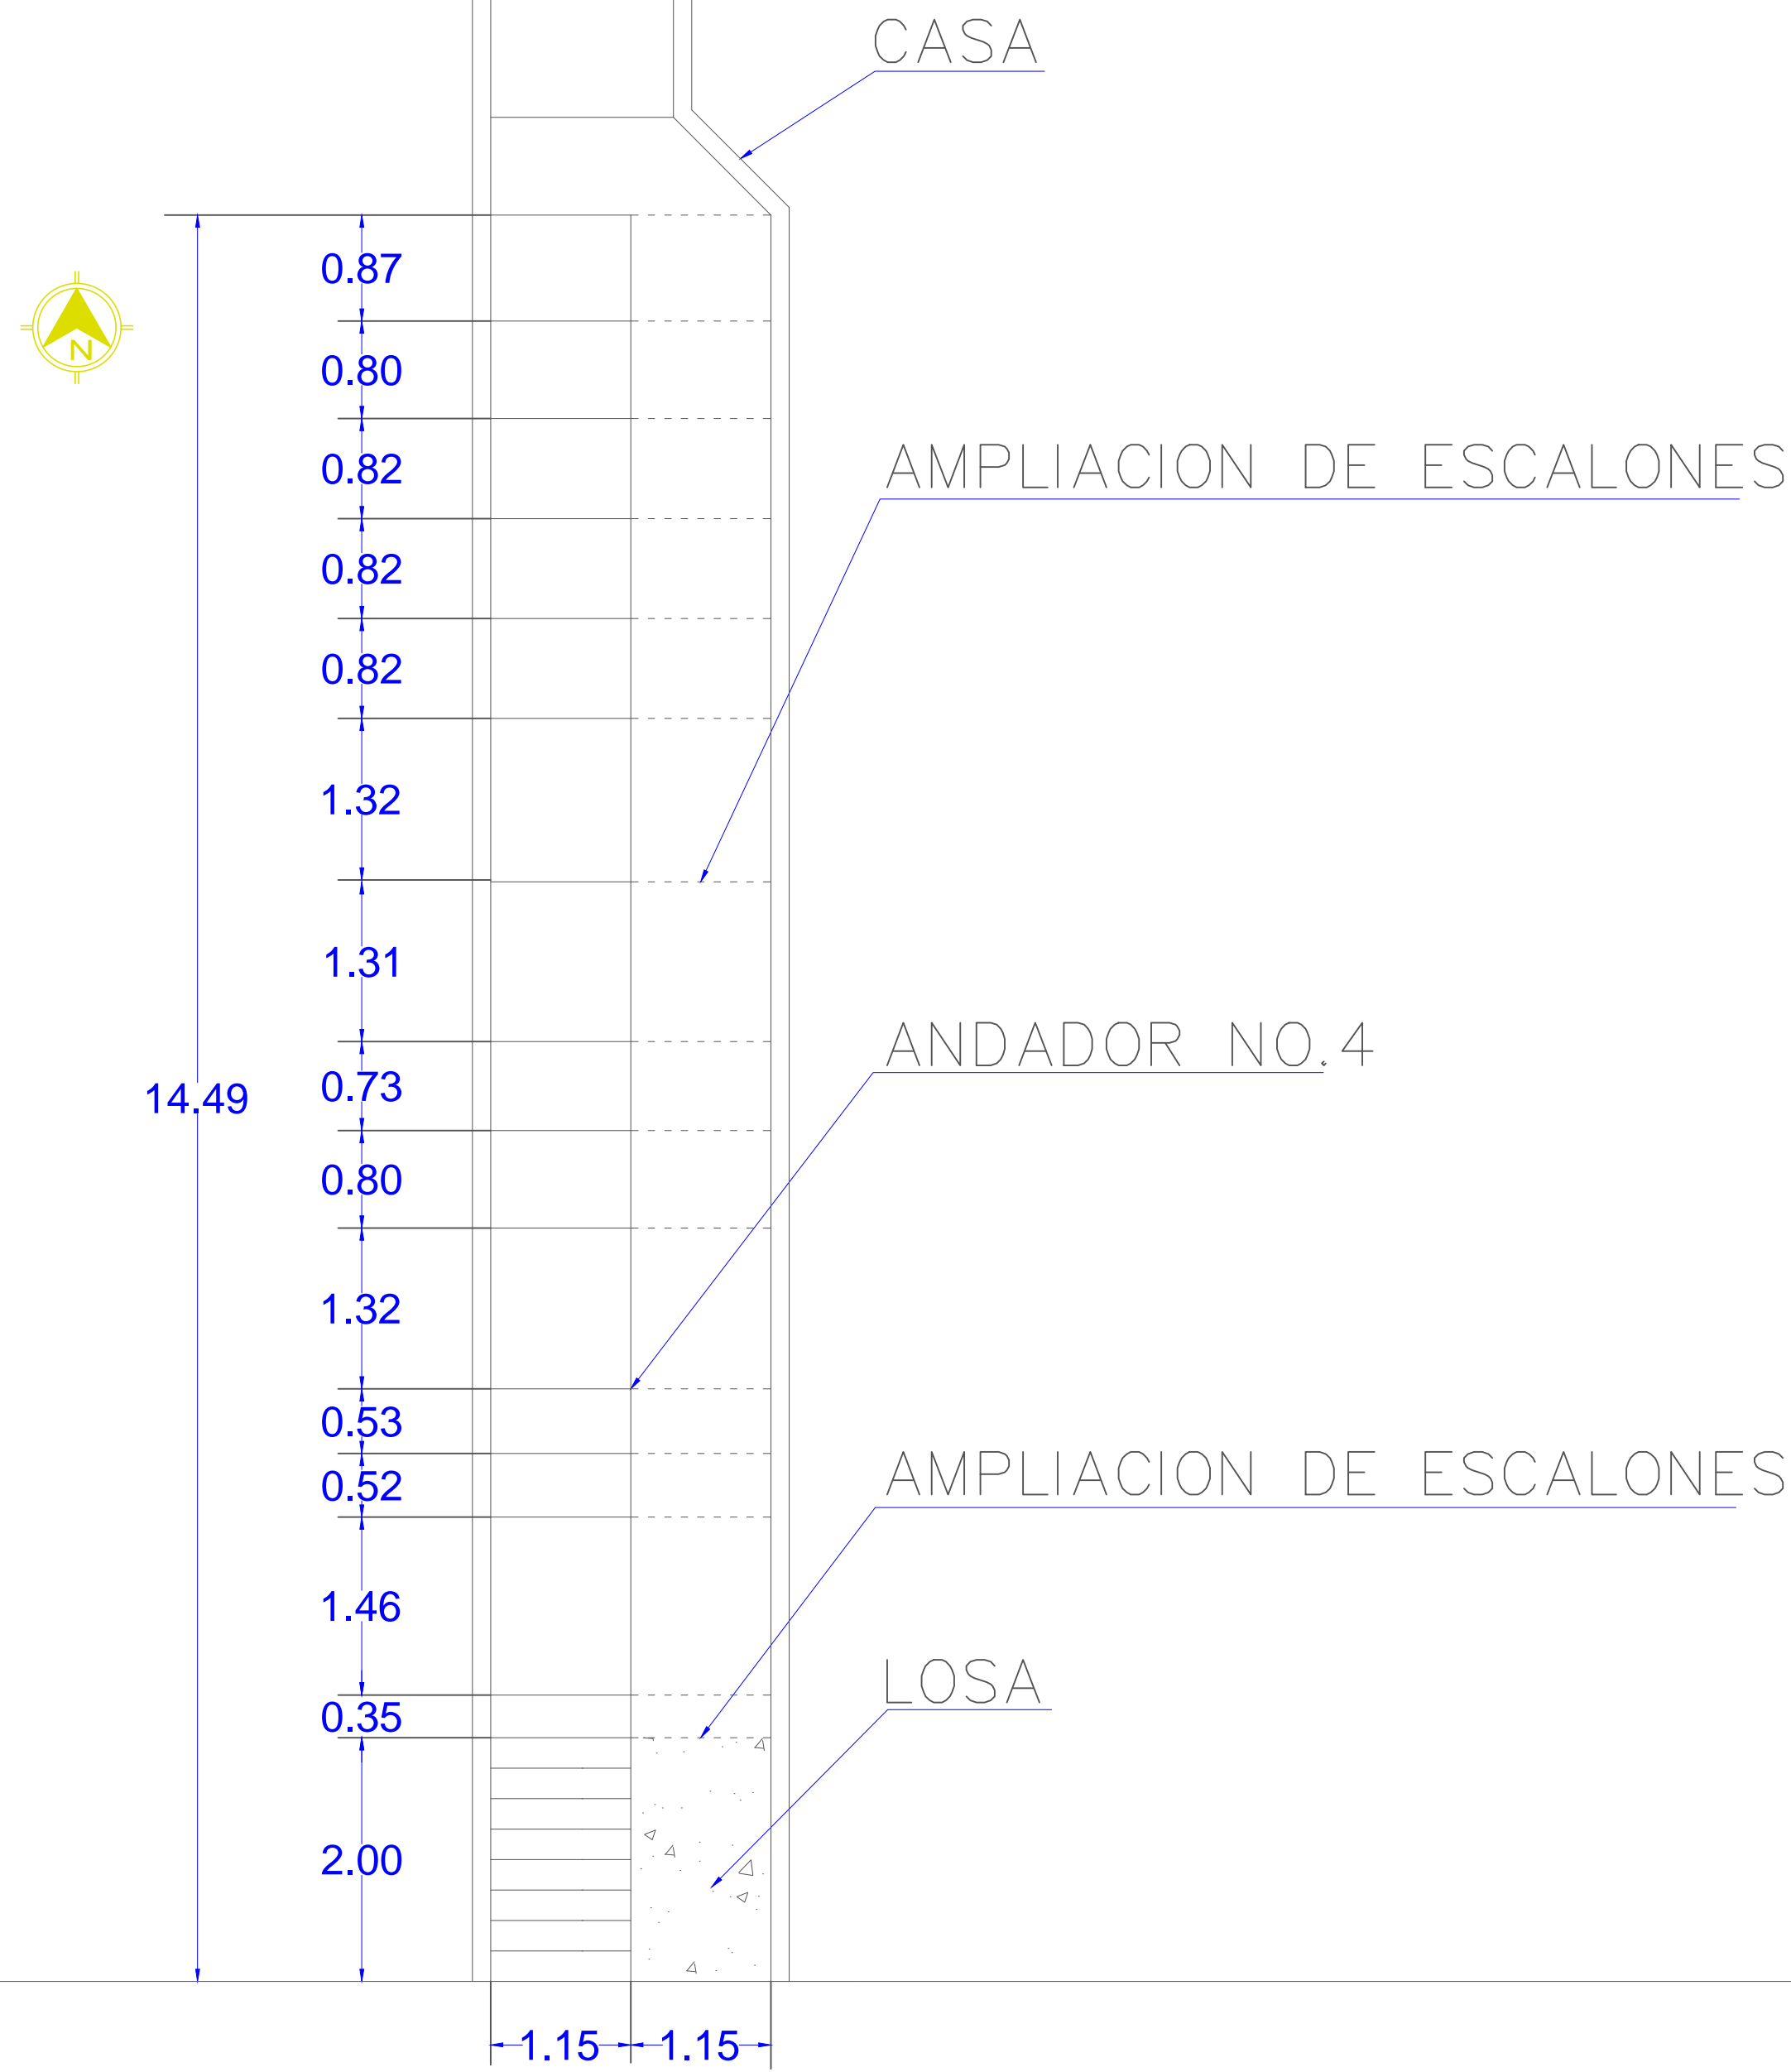 CASA
0.87
N
0.80
0.82
AMPLIACION DE ESCALONES
0.82
0.82
1.32
1.31
ANDADOR NO.4
0.73
14.49
0.80
1.32
0.53
AMPLIACION DE ESCALONES
0.52
1.46
LOSA
0.35
2.00
1.15 1.15